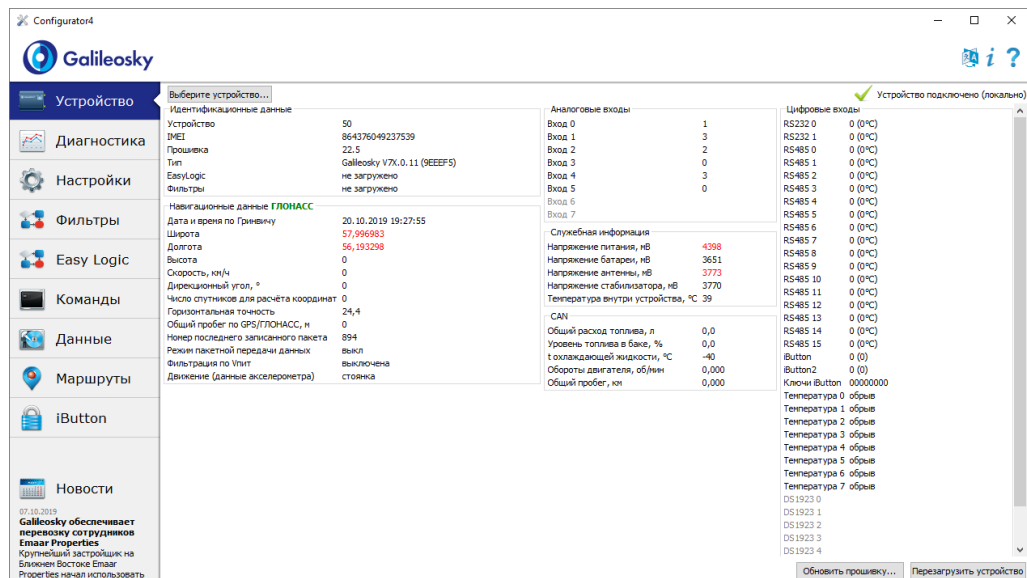 Configurator4
Galileosky
Устройство
Диагностика
Настройки
Фильтры
Easy Logic
Команды
Данные
Маршруты
iButton
Новости
07.10.2019
Galileosky обеспечивает
перевозку сотрудников
Emaar Properties
Крупнейший застройщик на
Ближнем Востоке Emaar
Properties начал использовать
Выберите устройство...
Устройство подключено (локально)
Идентификационные данные
Устройство 50
IMEI 864376049237539
Прошивка 22.5
Тип Galileosky V7X.0.11 (9EEEF5)
EasyLogic не загружено
Фильтры не загружено
Навигационные данные ГЛОНАСС
Дата и время по Гринвичу 20.10.2019 19:27:55
Широта 57,996983
Долгота 56,193298
Высота 0
Скорость, км/ч 0
Дирекционный угол, ° 0
Число спутников для расчёта координат 0
Горизонтальная точность 24,4
Общий пробег по GPS/ГЛОНАСС, м 0
Номер последнего записанного пакета 894
Режим пакетной передачи данных выкл
Фильтрация по Vпит выключена
Движение (данные акселерометра) стоянка
Аналоговые входы
Вход 0 1
Вход 1 3
Вход 2 2
Вход 3 0
Вход 4 3
Вход 5 0
Вход 6
Вход 7
Служебная информация
Напряжение питания, мВ 4398
Напряжение батареи, мВ 3651
Напряжение антенны, мВ 3773
Напряжение стабилизатора, мВ 3770
Температура внутри устройства, °C 39
CAN
Общий расход топлива, л 0,0
Уровень топлива в баке, % 0,0
t охлаждающей жидкости, °C -40
Обороты двигателя, об/мин 0,000
Общий пробег, км 0,000
Цифровые входы
RS232 0 0 (0°C)
RS232 1 0 (0°C)
RS485 0 0 (0°C)
RS485 1 0 (0°C)
RS485 2 0 (0°C)
RS485 3 0 (0°C)
RS485 4 0 (0°C)
RS485 5 0 (0°C)
RS485 6 0 (0°C)
RS485 7 0 (0°C)
RS485 8 0 (0°C)
RS485 9 0 (0°C)
RS485 10 0 (0°C)
RS485 11 0 (0°C)
RS485 12 0 (0°C)
RS485 13 0 (0°C)
RS485 14 0 (0°C)
RS485 15 0 (0°C)
iButton 0 (0)
iButton2 0 (0)
Ключи iButton 00000000
Температура 0 обрыв
Температура 1 обрыв
Температура 2 обрыв
Температура 3 обрыв
Температура 4 обрыв
Температура 5 обрыв
Температура 6 обрыв
Температура 7 обрыв
DS1923 0
DS1923 1
DS1923 2
DS1923 3
DS1923 4
Обновить прошивку...
Перезагрузить устройство